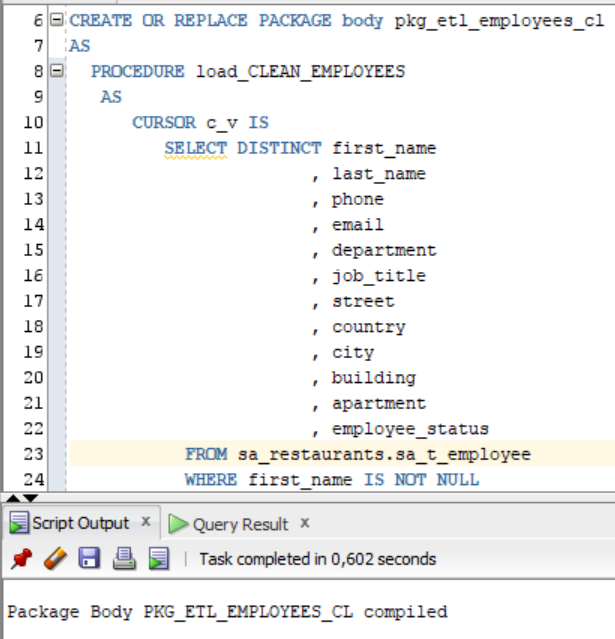 6 CREATE OR REPLACE PACKAGE body pkg_etl_employees_cl
7 AS
8 PROCEDURE load_CLEAN_EMPLOYEES
9 AS
10 CURSOR c_v IS
11 SELECT DISTINCT first_name
12 , last_name
13 , phone
14 , email
15 , department
16 , job_title
17 , street
18 , country
19 , city
20 , building
21 , apartment
22 , employee_status
23 FROM sa_restaurants.sa_t_employee
24 WHERE first_name IS NOT NULL
Script Output x Query Result x
Task completed in 0,602 seconds
Package Body PKG_ETL_EMPLOYEES_CL compiled